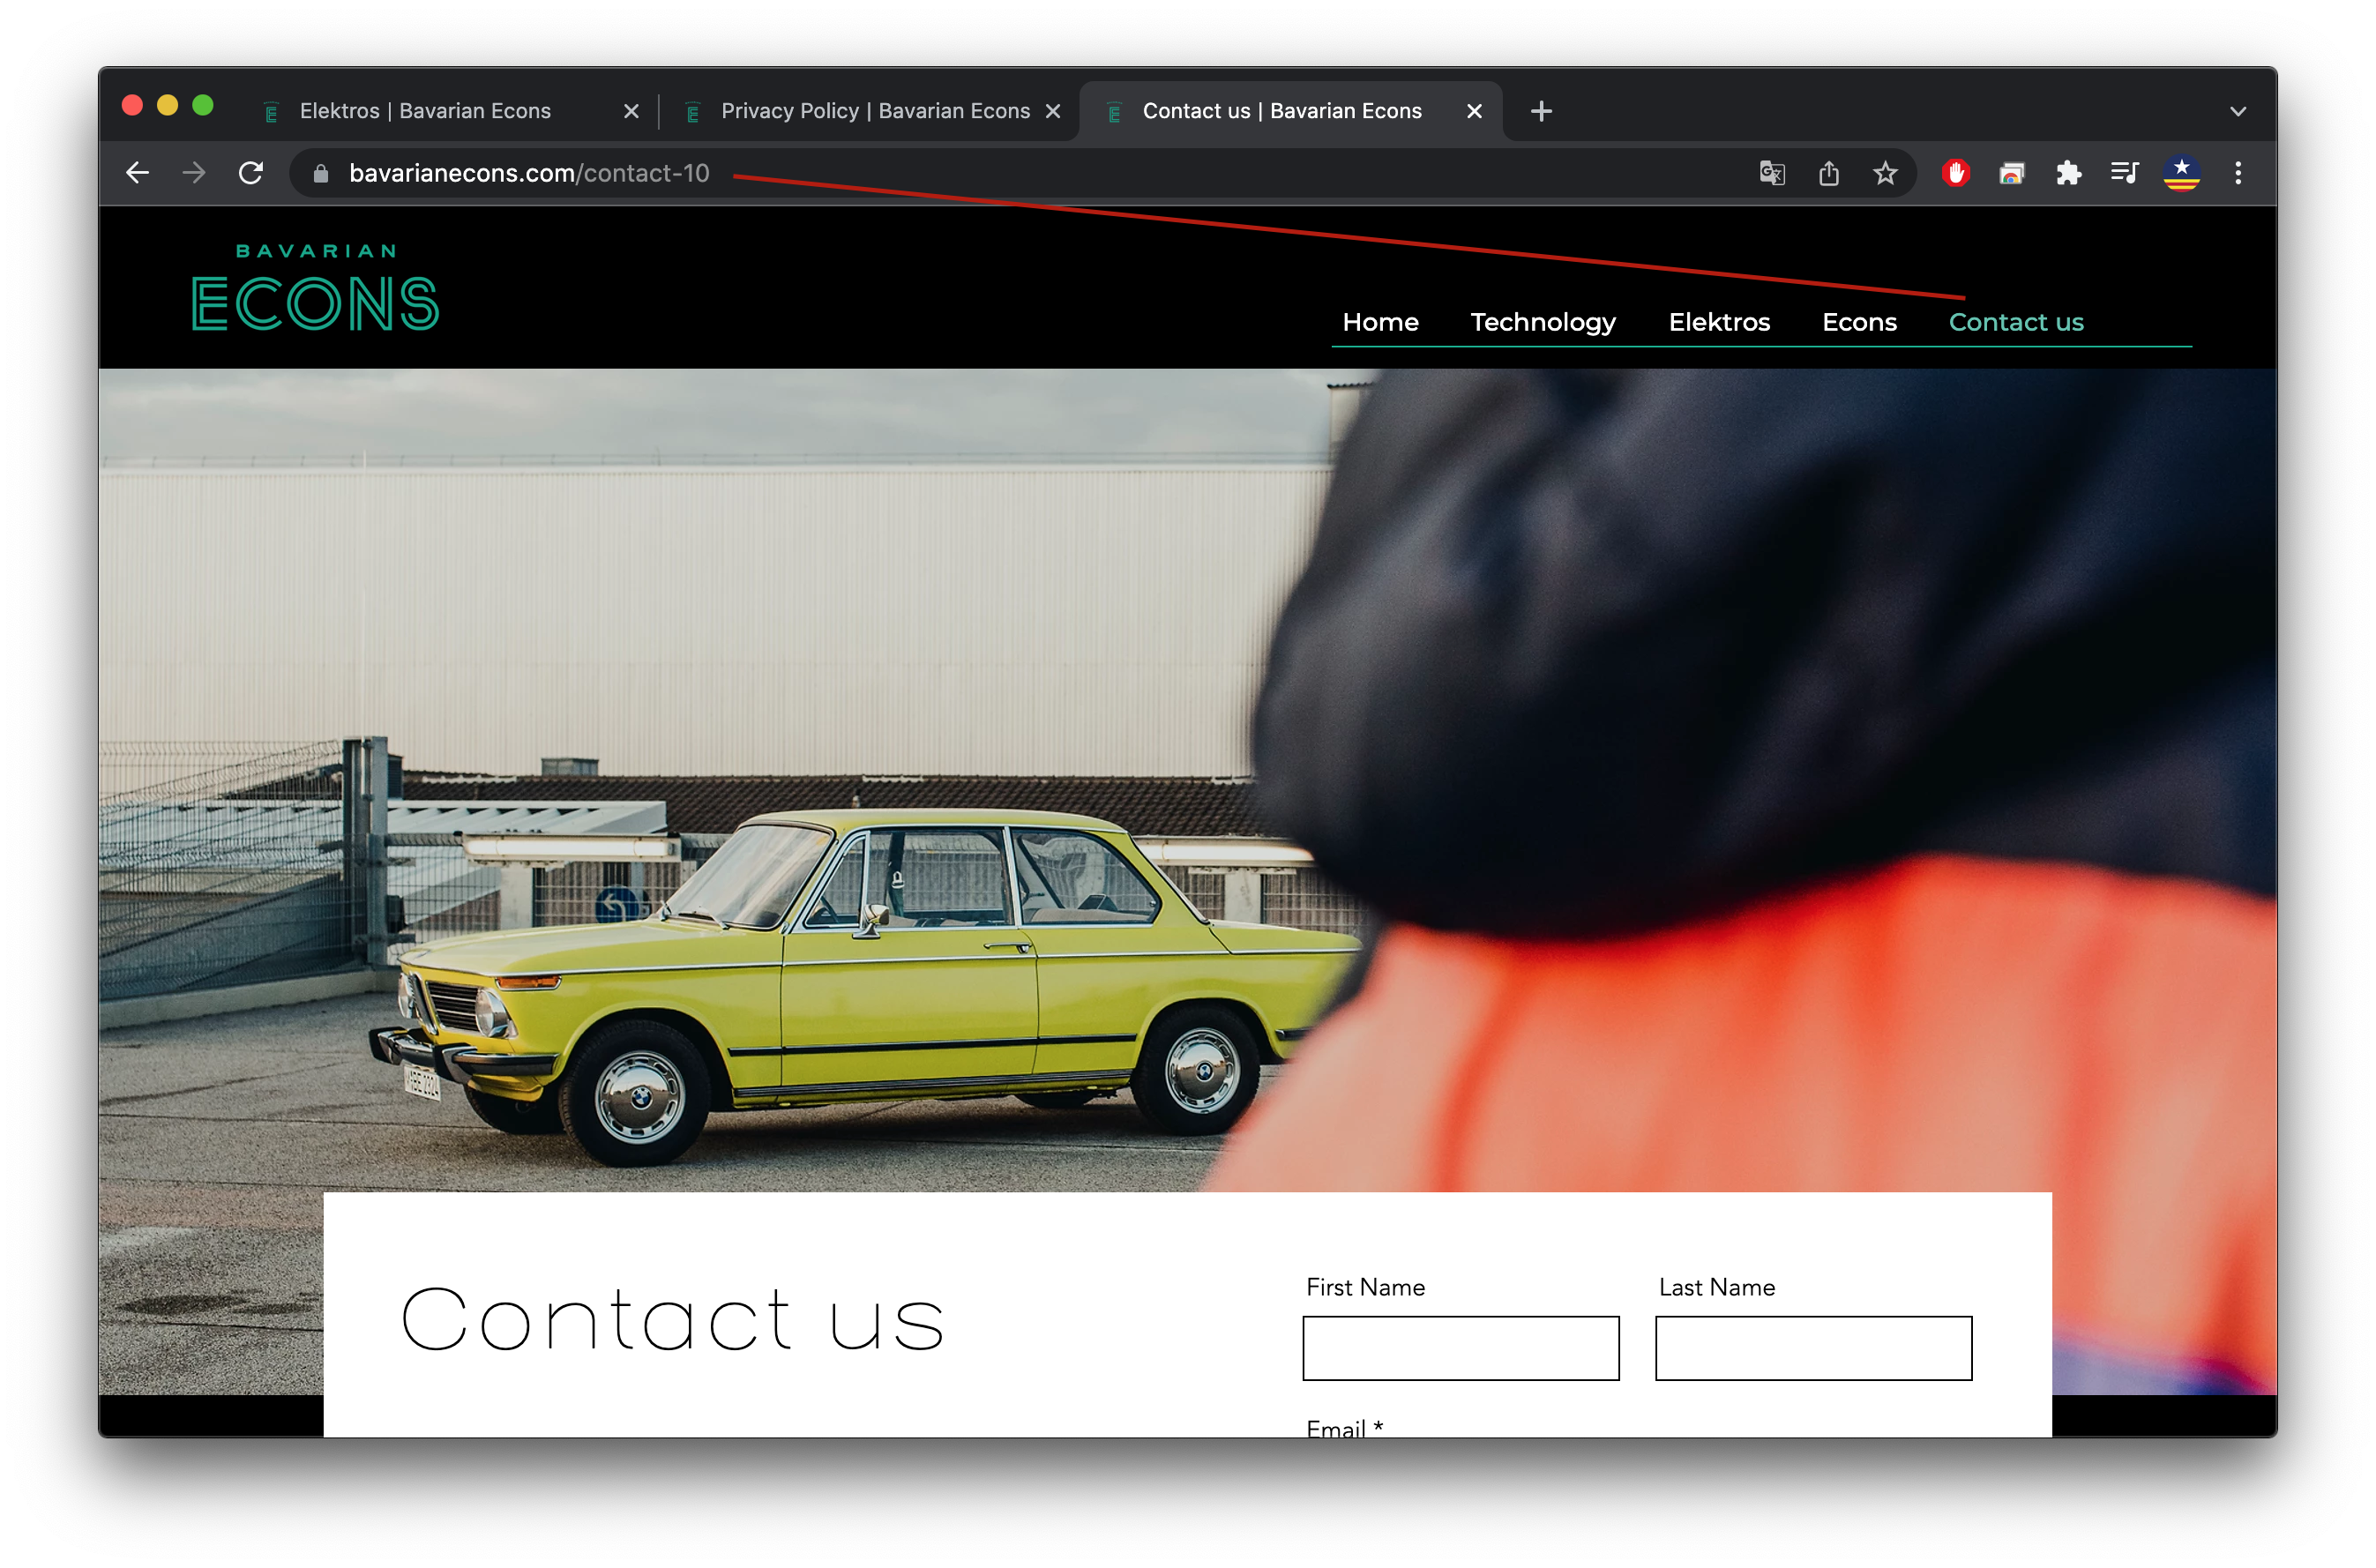 Elektros | Bavarian Econs
Privacy Policy | Bavarian Econs
Contact us | Bavarian Econs
bavarianecons.com/contact-10
BAVARIAN
ECONS
Home Technology Elektros Econs Contact us
Contact us
First Name Last Name
Email *